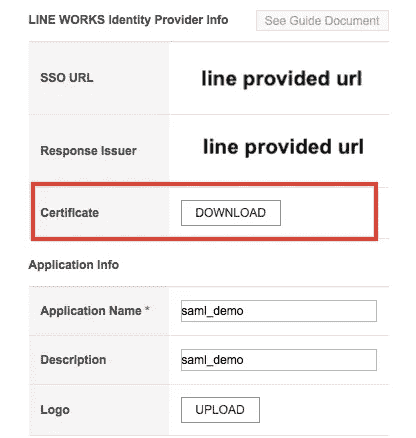 LINE WORKS Identity Provider Info See Guide Document
SSO URL line provided url
Response Issuer line provided url
Certificate DOWNLOAD
Application Info
Application Name * saml_demo
Description saml_demo
Logo UPLOAD